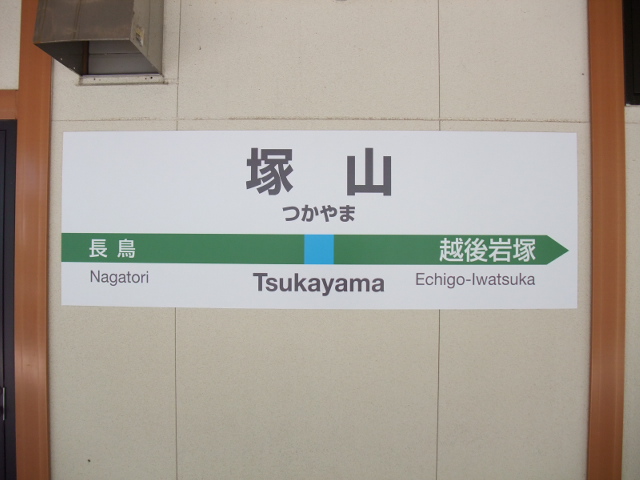 塚 山
つかやま
長 鳥 越後岩塚
Nagatori Tsukayama Echigo-Iwatsuka